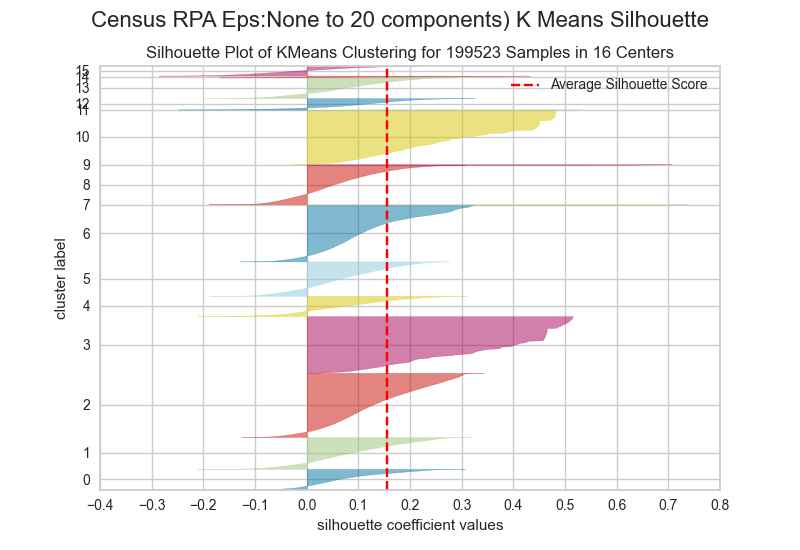 Census RPA Eps:None to 20 components) K Means Silhouette
Silhouette Plot of KMeans Clustering for 199523 Samples in 16 Centers
Average Silhouette Score
15
14
13
12
11
10
9
8
7
6
5
4
3
2
1
0
cluster label
−0.4 −0.3 −0.2 −0.1 0.0 0.1 0.2 0.3 0.4 0.5 0.6 0.7 0.8
silhouette coefficient values